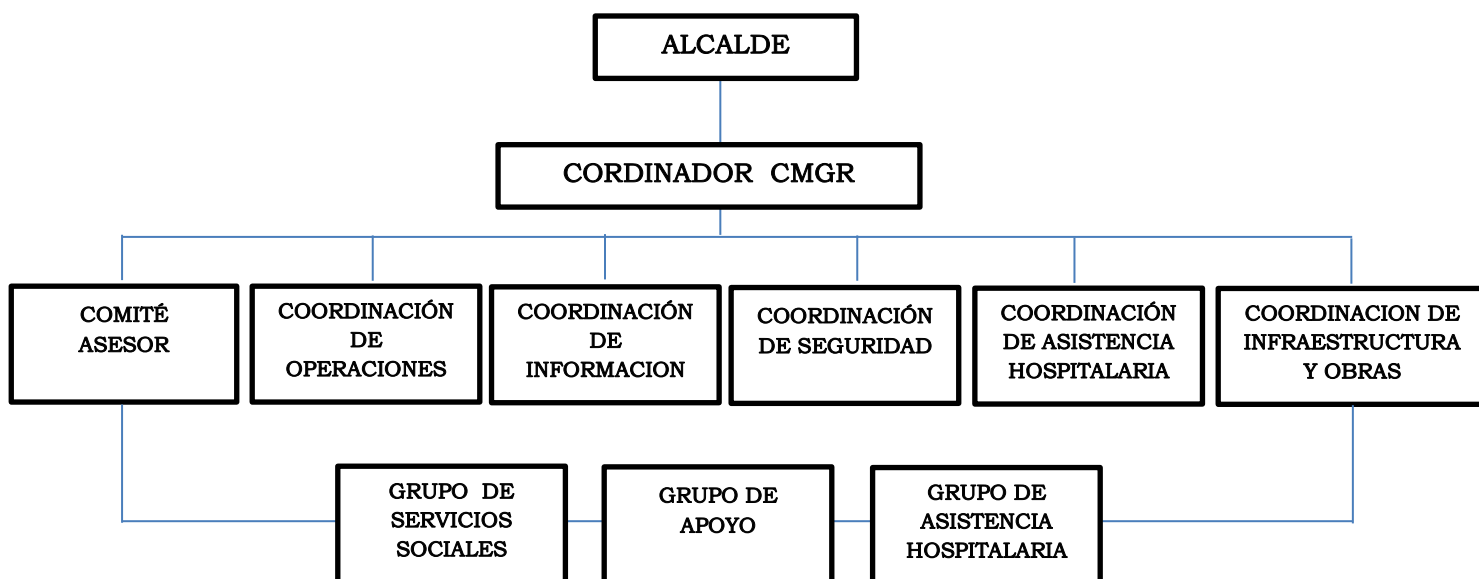 ALCALDE
CORDINADOR CMGR
COMITÉ
ASESOR
COORDINACIÓN
DE
OPERACIONES
COORDINACIÓN
DE
INFORMACION
COORDINACIÓN
DE SEGURIDAD
COORDINACIÓN
DE ASISTENCIA
HOSPITALARIA
COORDINACION DE
INFRAESTRUCTURA
Y OBRAS
GRUPO DE
SERVICIOS
SOCIALES
GRUPO DE
APOYO
GRUPO DE
ASISTENCIA
HOSPITALARIA